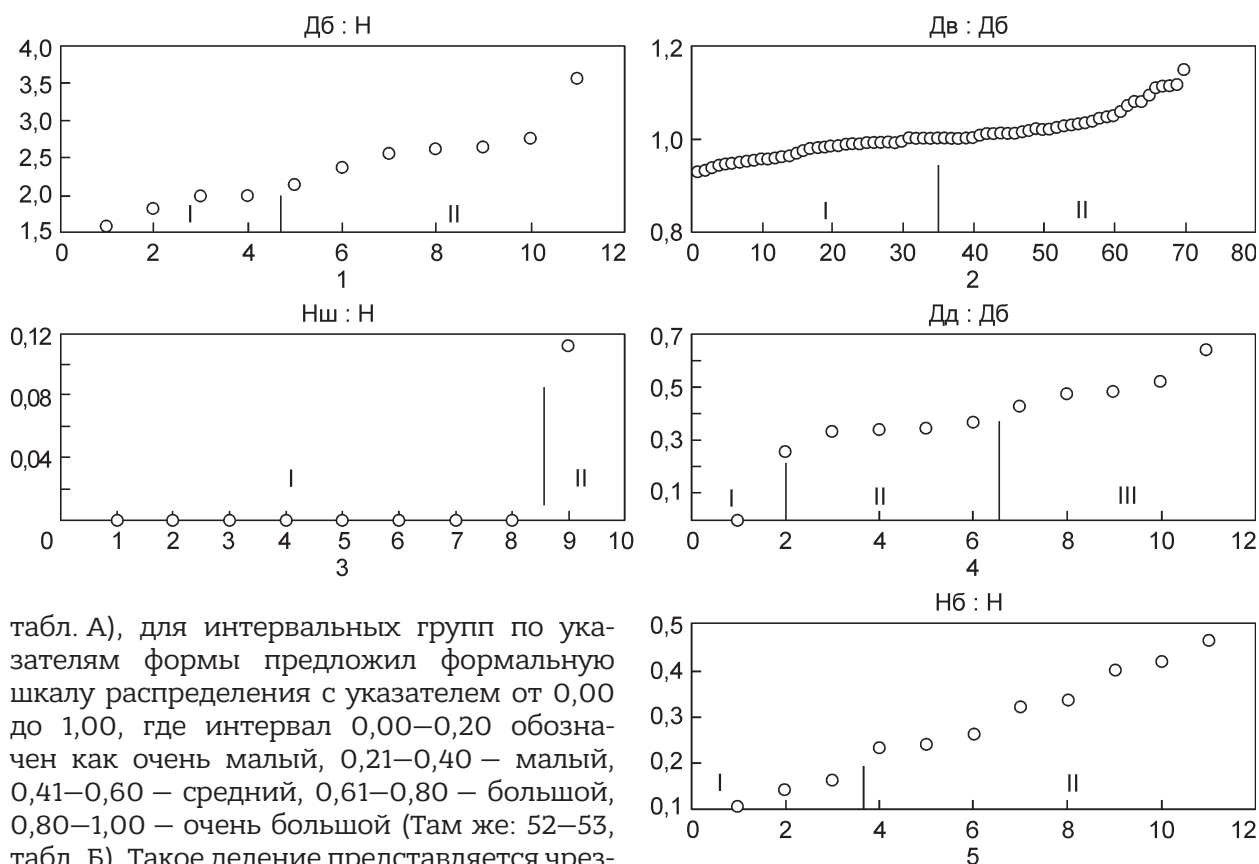 Дб : Н
4,0
3,5
3,0
2,5
2,0
1,5
I
II
0 2 4 6 8 10 12
1
Дв : Дб
1,2
1,0
0,8
I
II
0 10 20 30 40 50 60 70 80
2
Нш : Н
0,12
0,08
0,04
I
II
0 1 2 3 4 5 6 7 8 9 10
3
Дд : Дб
0,7
0,5
0,3
0,1
I
II
III
0 2 4 6 8 10 12
4
табл. А), для интервальных групп по ука-
зателям формы предложил формальную
шкалу распределения с указателем от 0,00
до 1,00, где интервал 0,00–0,20 обозна-
чен как очень малый, 0,21–0,40 – малый,
0,41–0,60 – средний, 0,61–0,80 – большой,
0,80–1,00 – очень большой (Там же: 52–53,
табл. Б). Такое деление представляется чрез-
Нб : Н
0,5
0,4
0,3
0,2
0,1
I
II
0 2 4 6 8 10 12
5